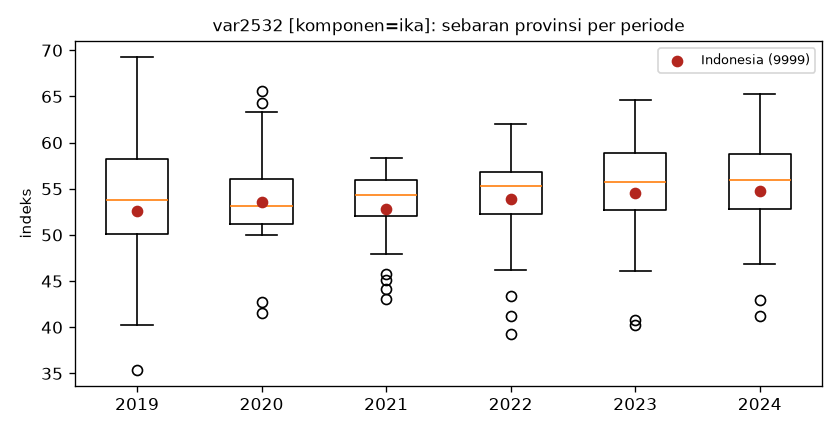 var2532 [komponen=ika]: sebaran provinsi per periode
Indonesia (9999)
indeks
70
65
60
55
50
45
40
35
2019 2020 2021 2022 2023 2024